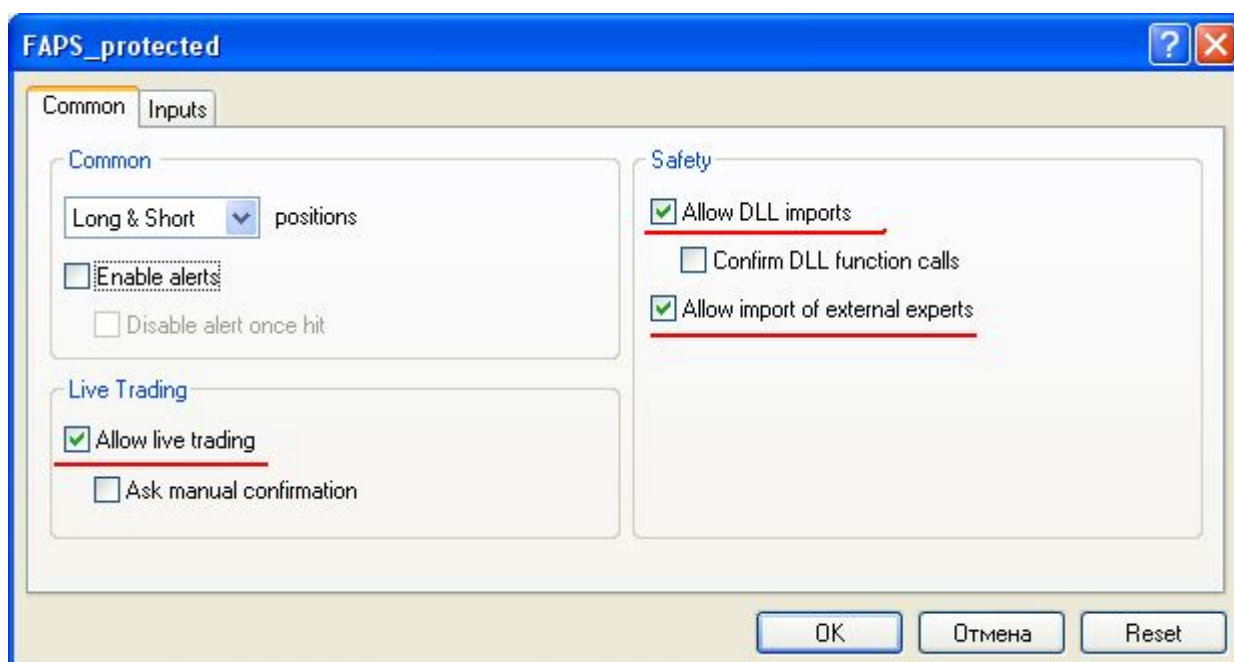 FAPS_protected
Common
Inputs
Common
Long & Short
positions
Enable alerts
Disable alert once hit
Live Trading
Allow live trading
Ask manual confirmation
Safety
Allow DLL imports
Confirm DLL function calls
Allow import of external experts
OK
Отмена
Reset